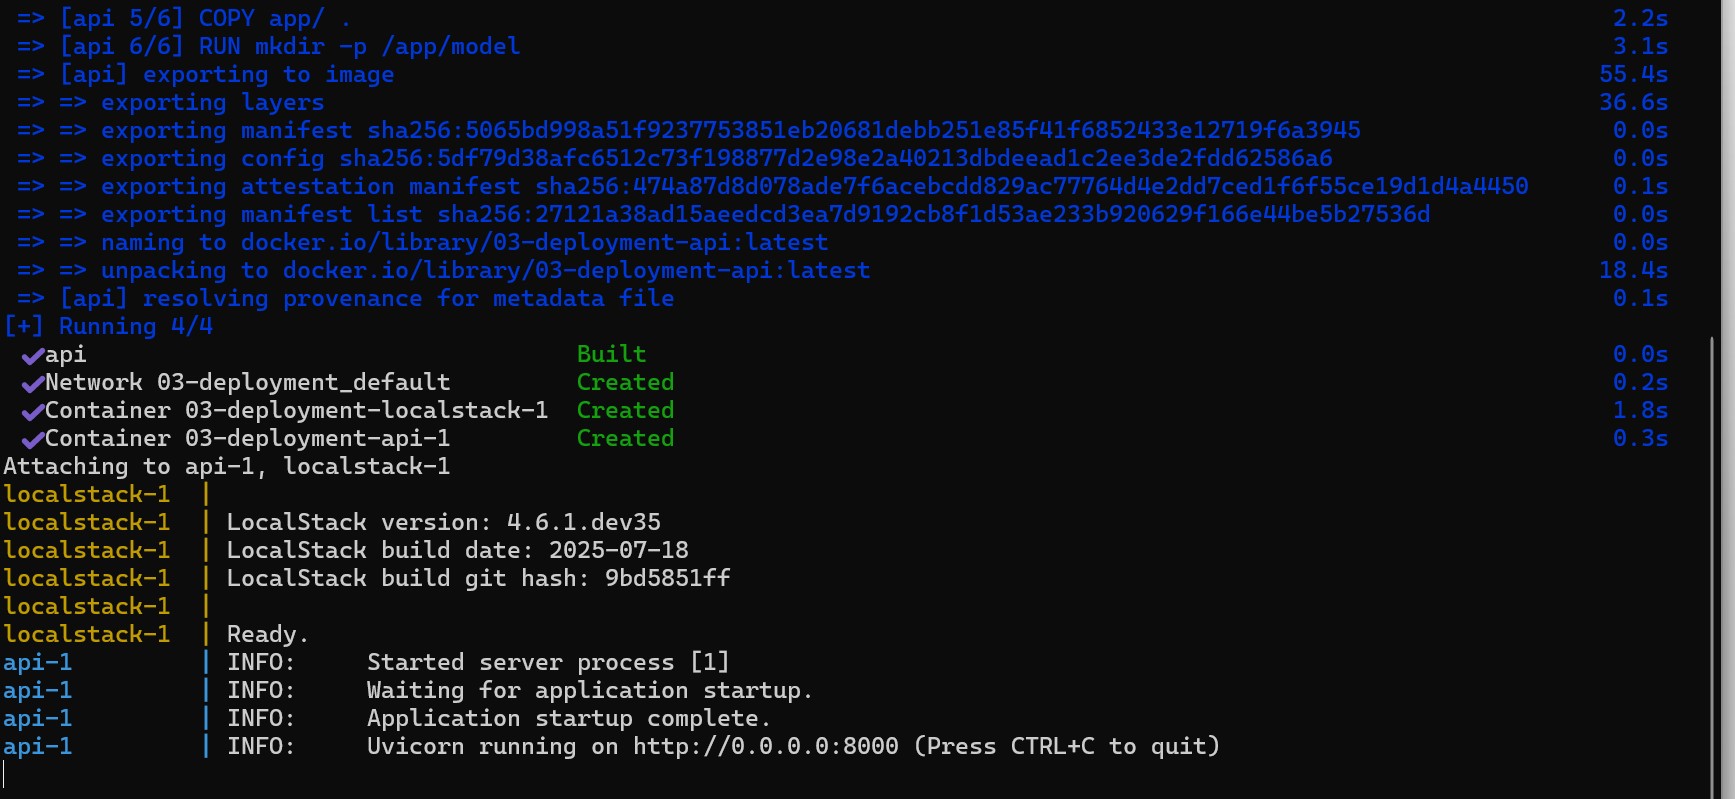 => [api 5/6] COPY app/ . 2.2s
=> [api 6/6] RUN mkdir -p /app/model 3.1s
=> [api] exporting to image 55.4s
=> => exporting layers 36.6s
=> => exporting manifest sha256:5065bd998a51f9237753851eb20681debb251e85f41f6852433e12719f6a3945 0.0s
=> => exporting config sha256:5df79d38afc6512c73f198877d2e98e2a40213dbdeead1c2ee3de2fdd62586a6 0.0s
=> => exporting attestation manifest sha256:474a87d8d078ade7f6acebcdd829ac77764d4e2dd7ced1f6f55ce19d1d4a4450 0.1s
=> => exporting manifest list sha256:27121a38ad15aeedcd3ea7d9192cb8f1d53ae233b920629f166e44be5b27536d 0.0s
=> => naming to docker.io/library/03-deployment-api:latest 0.0s
=> => unpacking to docker.io/library/03-deployment-api:latest 18.4s
=> [api] resolving provenance for metadata file 0.1s
[+] Running 4/4
✔api Built 0.0s
✔Network 03-deployment_default Created 0.2s
✔Container 03-deployment-localstack-1 Created 1.8s
✔Container 03-deployment-api-1 Created 0.3s
Attaching to api-1, localstack-1
localstack-1 |
localstack-1 | LocalStack version: 4.6.1.dev35
localstack-1 | LocalStack build date: 2025-07-18
localstack-1 | LocalStack build git hash: 9bd5851ff
localstack-1 |
localstack-1 | Ready.
api-1 | INFO: Started server process [1]
api-1 | INFO: Waiting for application startup.
api-1 | INFO: Application startup complete.
api-1 | INFO: Uvicorn running on http://0.0.0.0:8000 (Press CTRL+C to quit)